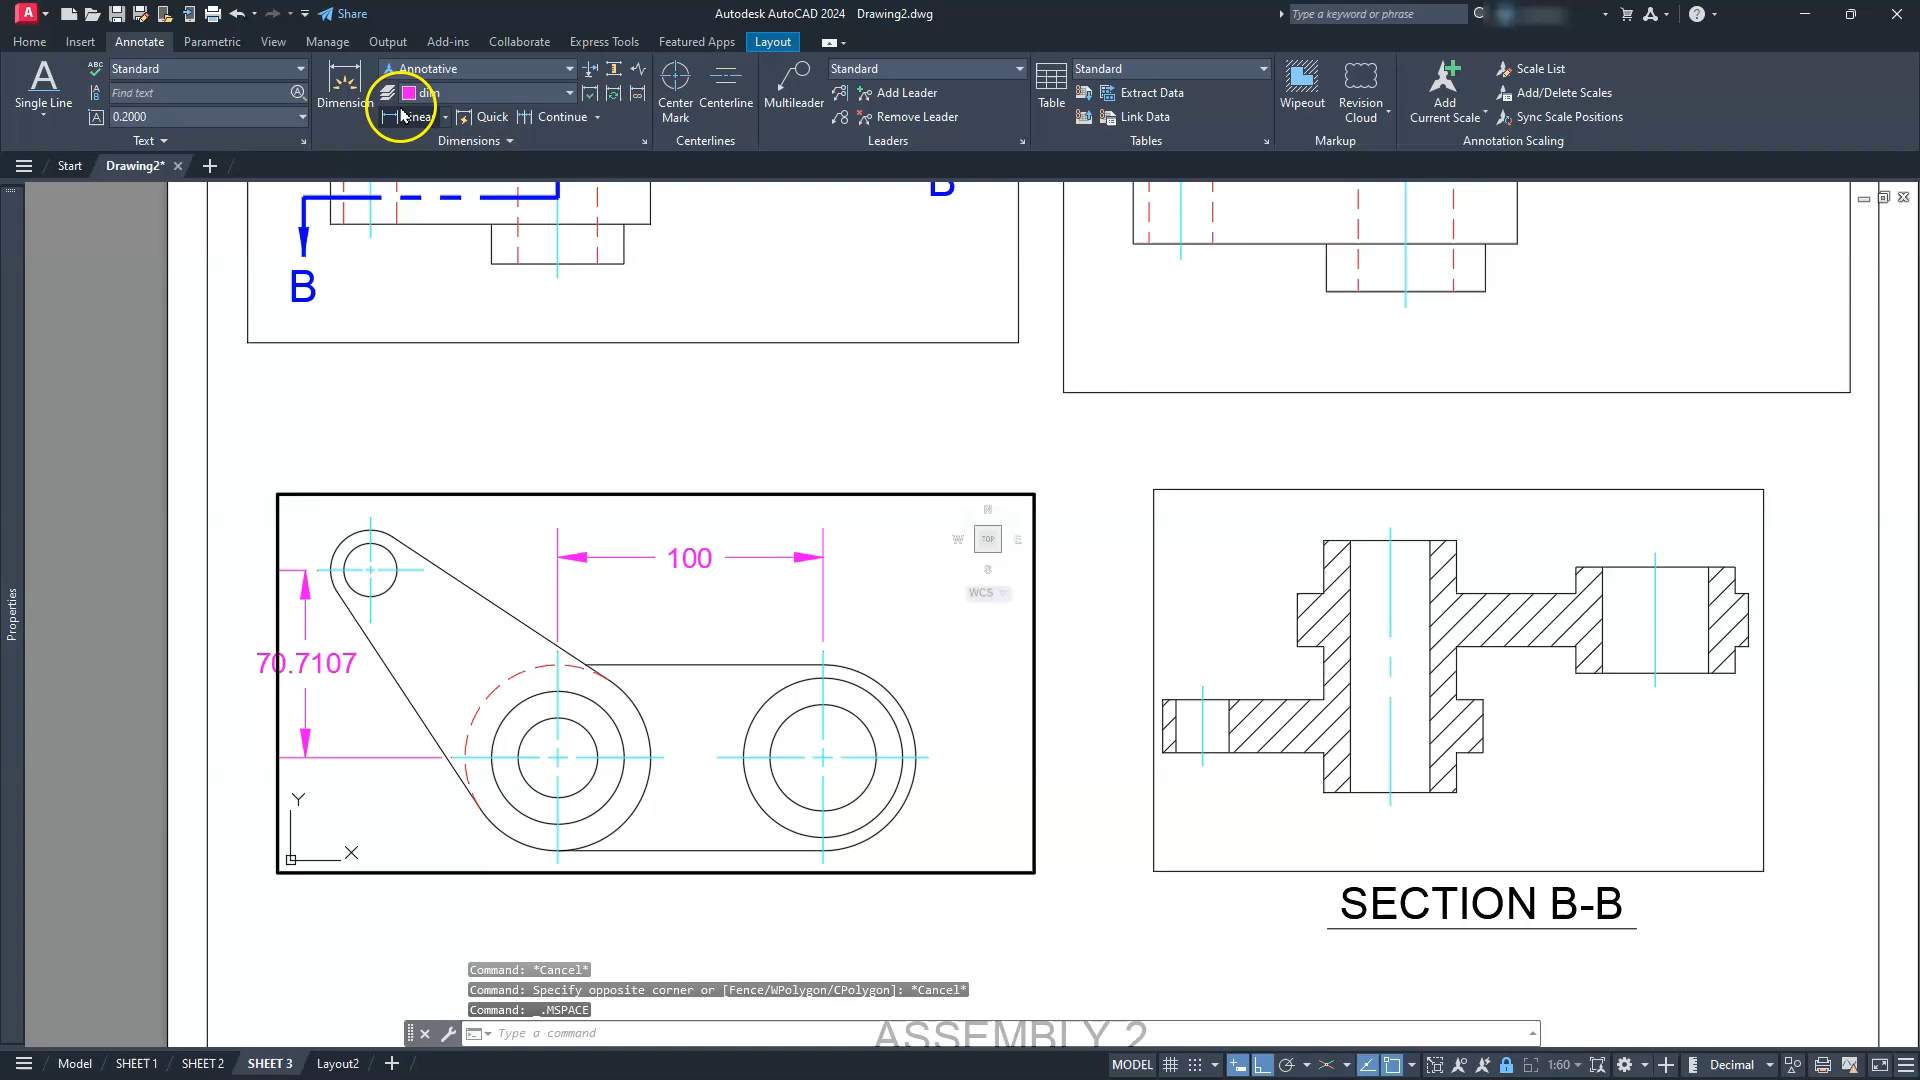 Share
Autodesk AutoCAD 2024 Drawing2.dwg
Type a keyword or phrase
Home Insert Annotate Parametric View Manage Output Add-ins Collaborate Express Tools Featured Apps Layout
Single Line
ABC
Standard
Find text
0.2000
Text
Dimension
Annotative
dim
Quick
Continue
Dimensions
Center Mark
Centerline
Centerlines
Multileader
Standard
Add Leader
Remove Leader
Leaders
Table
Standard
Extract Data
Link Data
Tables
Wipeout
Revision Cloud
Markup
Add Current Scale
Scale List
Add/Delete Scales
Sync Scale Positions
Annotation Scaling
Start Drawing2*
B
B
100
70.7107
N
W TOP E
S
WCS
Y
X
SECTION B-B
Properties
Command: *Cancel*
Command: Specify opposite corner or [Fence/WPolygon/CPolygon]: *Cancel*
Command: _.MSPACE
Type a command
ASSEMBLY 2
Model SHEET 1 SHEET 2 SHEET 3 Layout2
MODEL 1:60 Decimal